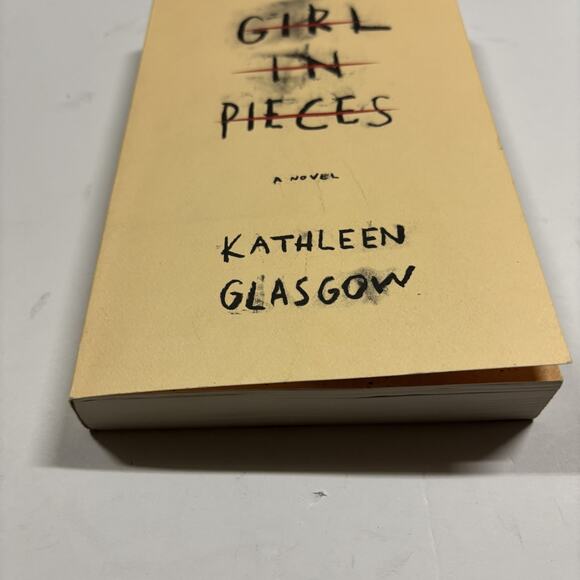 GIRL
IN
PIECES
A NOVEL
KATHLEEN
GLASGOW